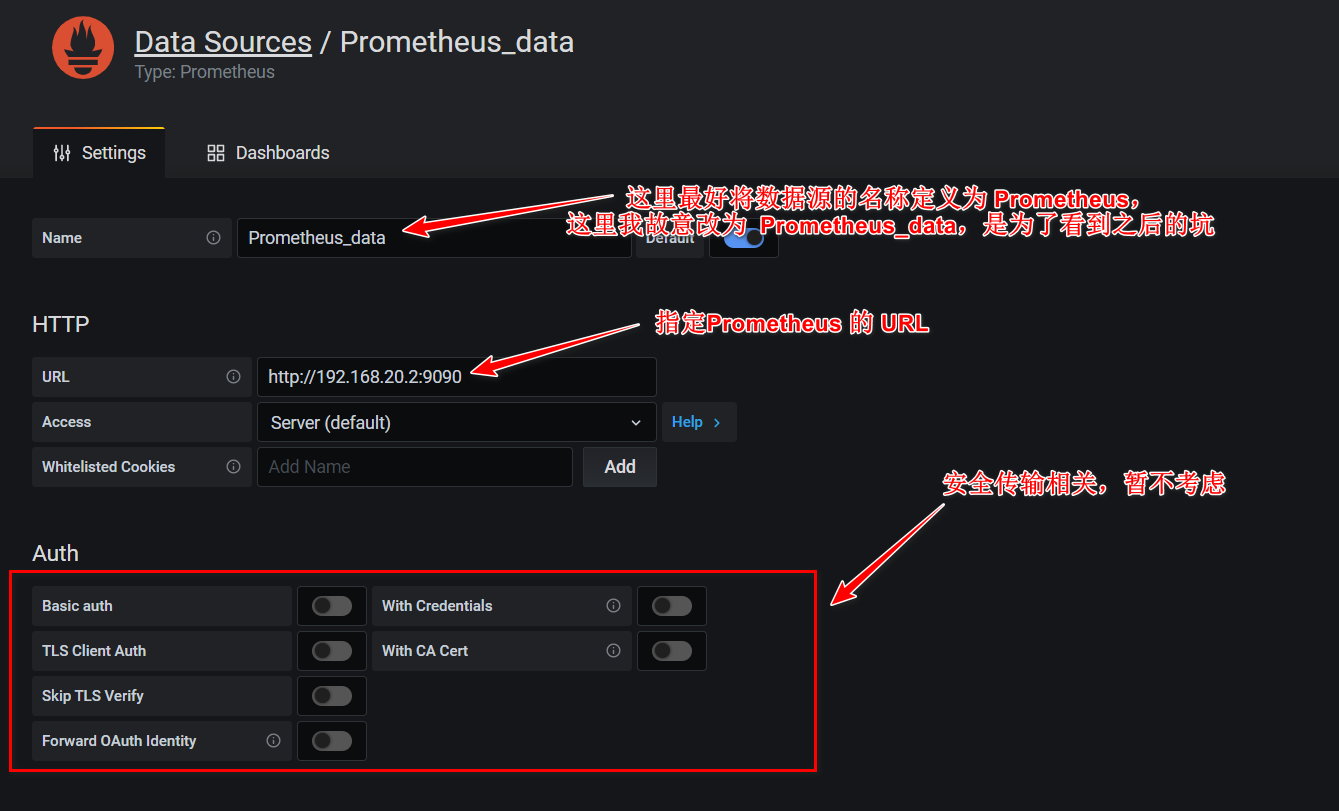 Data Sources / Prometheus_data
Type: Prometheus
Settings
Dashboards
这里最好将数据源的名称定义为 Prometheus,
这里我故意改为 Prometheus_data，是为了看到之后的坑
Name
Prometheus_data
Default
HTTP
指定Prometheus 的 URL
URL
http://192.168.20.2:9090
Access
Server (default)
Help
Whitelisted Cookies
Add Name
Add
安全传输相关，暂不考虑
Auth
Basic auth
With Credentials
TLS Client Auth
With CA Cert
Skip TLS Verify
Forward OAuth Identity